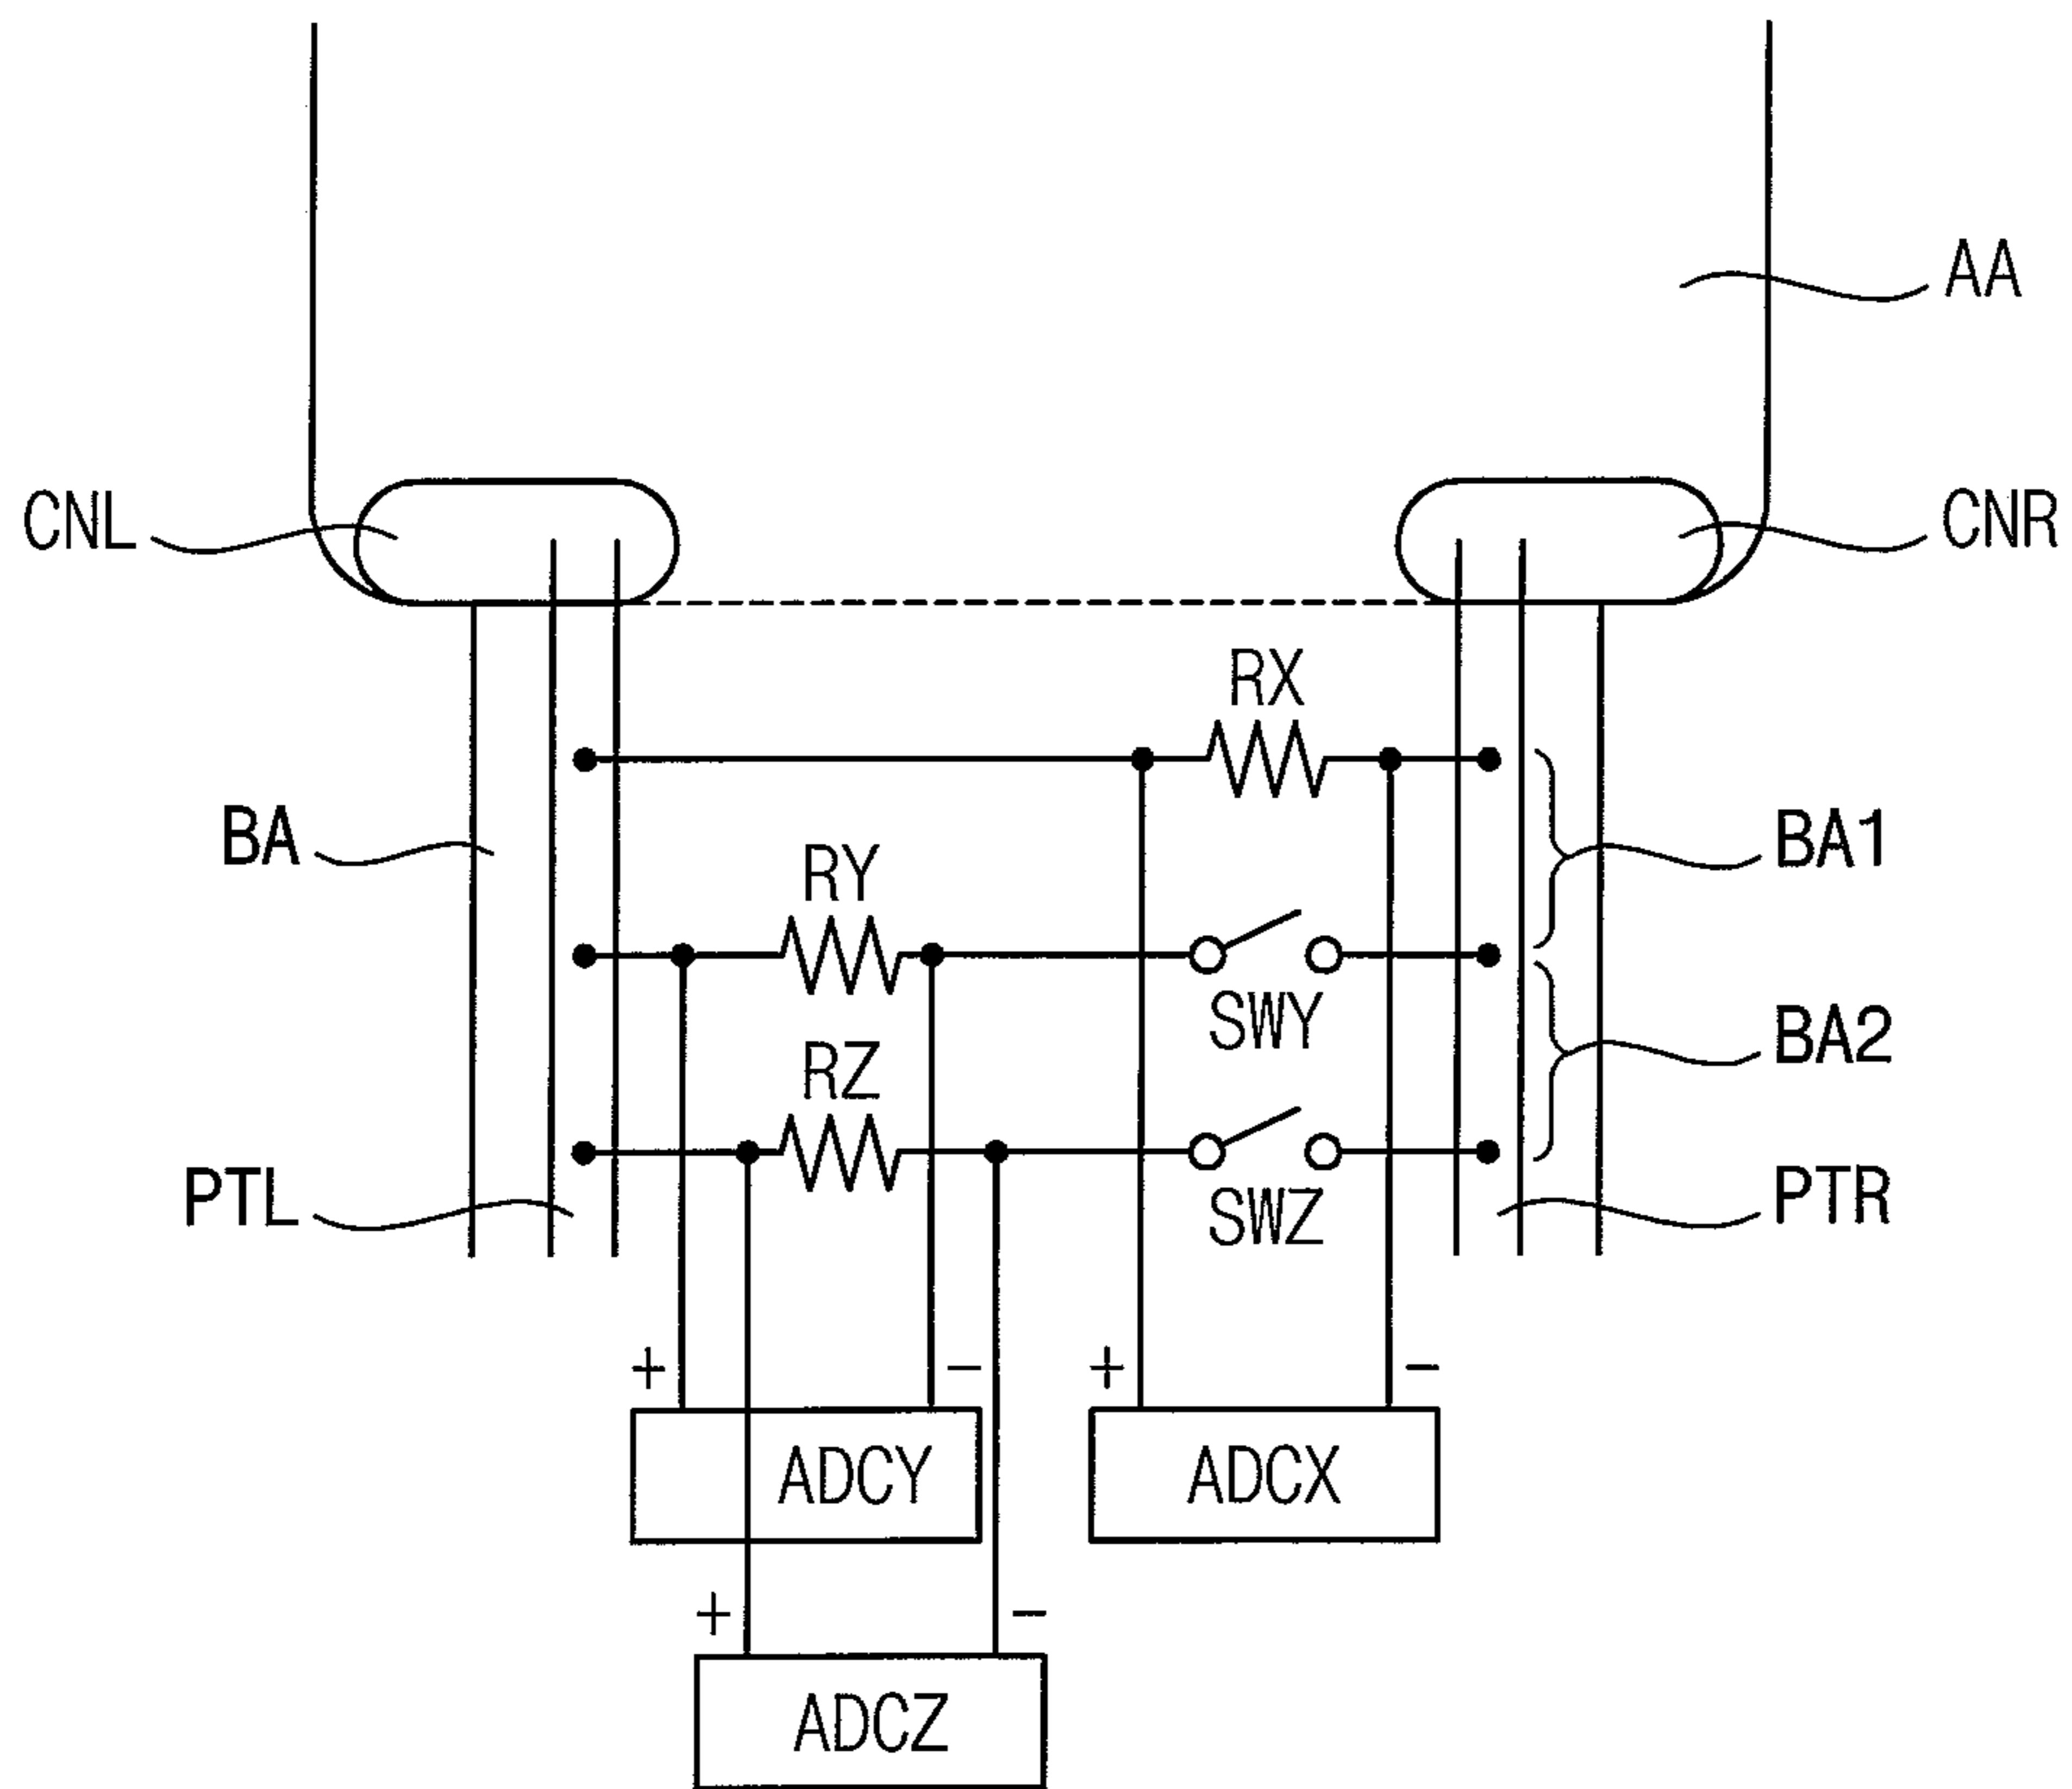 AA
CNL
CNR
RX
BA
BA1
RY
SWY
BA2
RZ
PTL
SWZ
PTR
+
-
+
-
ADCY
ADCX
+
-
ADCZ